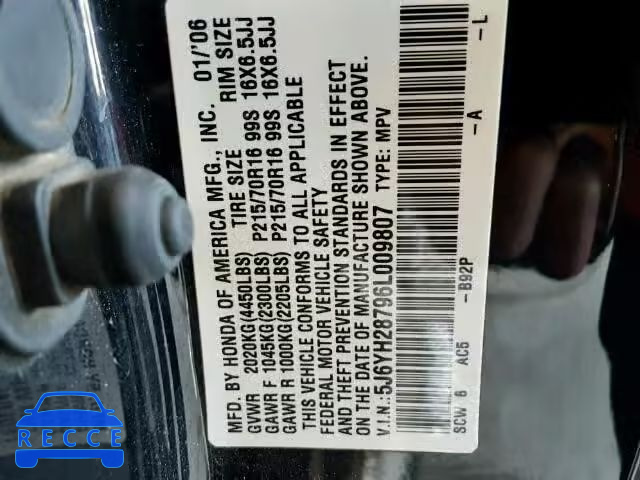 MFD. BY HONDA OF AMERICA MFG., INC. 01/'06
GVWR 2020KG(4450LBS) TIRE SIZE RIM SIZE
GAWR F 1045KG(2300LBS) P215/70R16 99S 16X6.5JJ
GAWR R 1000KG(2205LBS) P215/70R16 99S 16X6.5JJ
THIS VEHICLE CONFORMS TO ALL APPLICABLE
FEDERAL MOTOR VEHICLE SAFETY
AND THEFT PREVENTION STANDARDS IN EFFECT
ON THE DATE OF MANUFACTURE SHOWN ABOVE.
V.I.N.:5J6YH28796L009807 TYPE: MPV
SCW 6 AC5 -B92P -A -L
RECCE